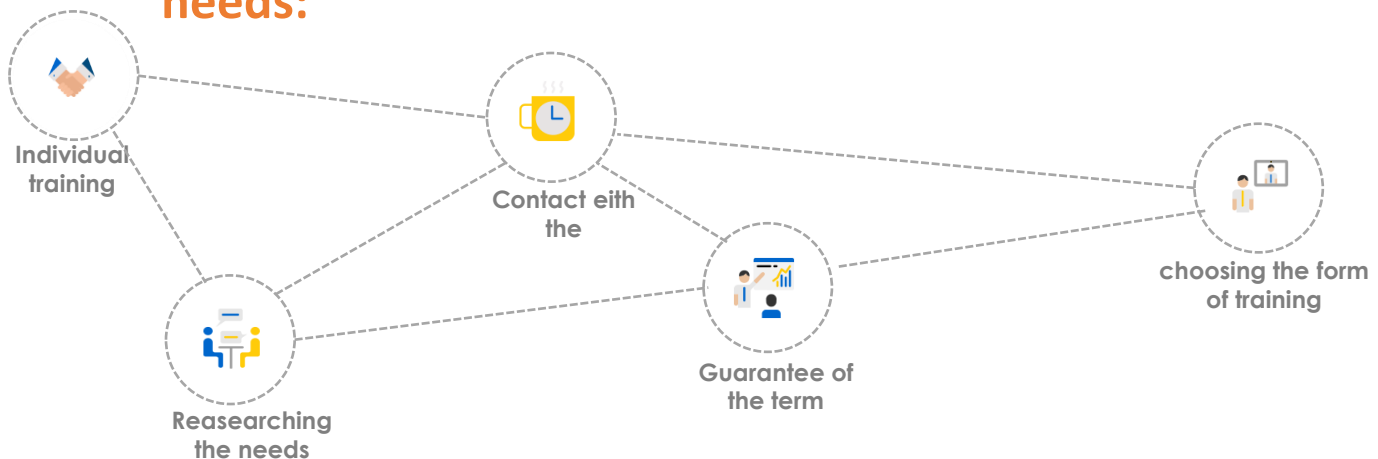 needs:
Individual
training
Contact eith
the
choosing the form
of training
Guarantee of
the term
Reasearching
the needs